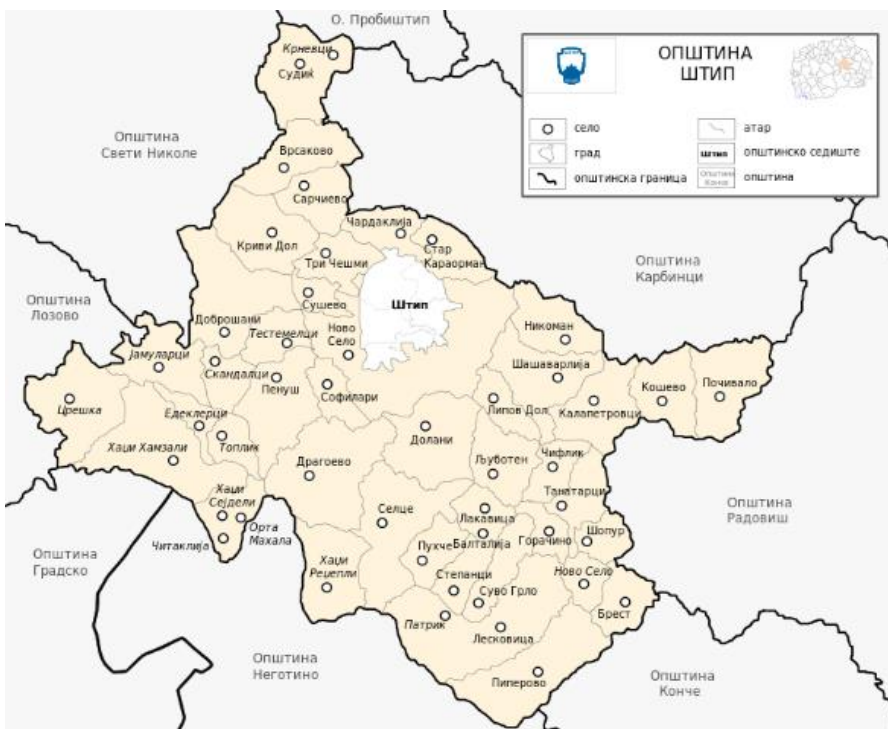 О. Пробиштип
ОПШТИНА
ШТИП
село
град
општинска граница
атар
Штип
општинско седиште
Општина
Конче
општина
Крневци
Судиќ
Општина
Свети Николе
Врсаково
Сарчиево
Чардаклија
Криви Дол
Три Чешми
Стар
Караорман
Општина
Карбинци
Општина
Лозово
Сушево
Штип
Доброшани
Тестемелци
Ново
Село
Никоман
Јамуларци
Скандалци
Пенуш
Софилари
Шашаварлија
Кошево
Почивало
Црешка
Едеклерци
Липов Дол
Калапетровци
Топлик
Долани
Хаџи Хамзали
Драгоево
Љуботен
Чифлик
Хаџи
Сејдели
Танатарци
Општина
Радовиш
Селце
Лакавица
Орта
Махала
Читаклија
Балталија
Горачино
Шопур
Општина
Градско
Пухче
Хаџи
Реџепли
Степанци
Ново Село
Суво Грло
Брест
Патрик
Лесковица
Општина
Неготино
Пиперово
Општина
Конче